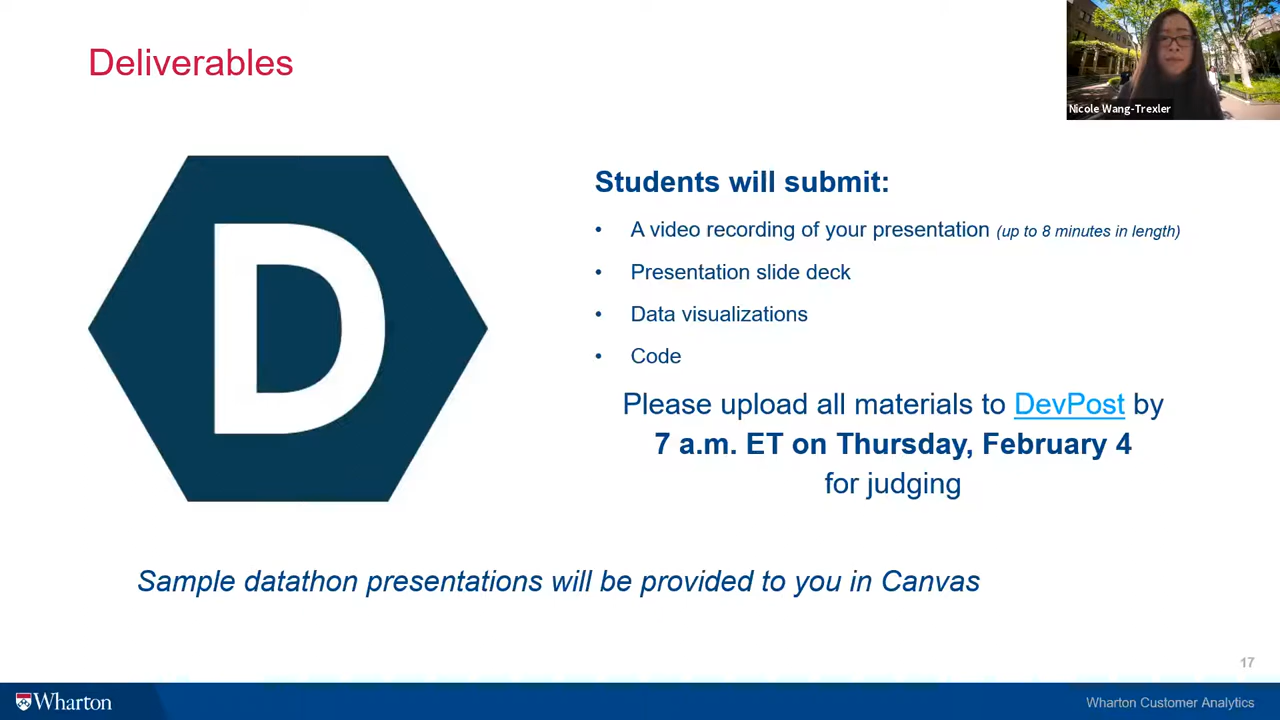 Deliverables
Nicole Wang-Trexler
D
Students will submit:
• A video recording of your presentation (up to 8 minutes in length)
• Presentation slide deck
• Data visualizations
• Code
Please upload all materials to DevPost by
7 a.m. ET on Thursday, February 4
for judging
Sample datathon presentations will be provided to you in Canvas
17
Wharton
Wharton Customer Analytics